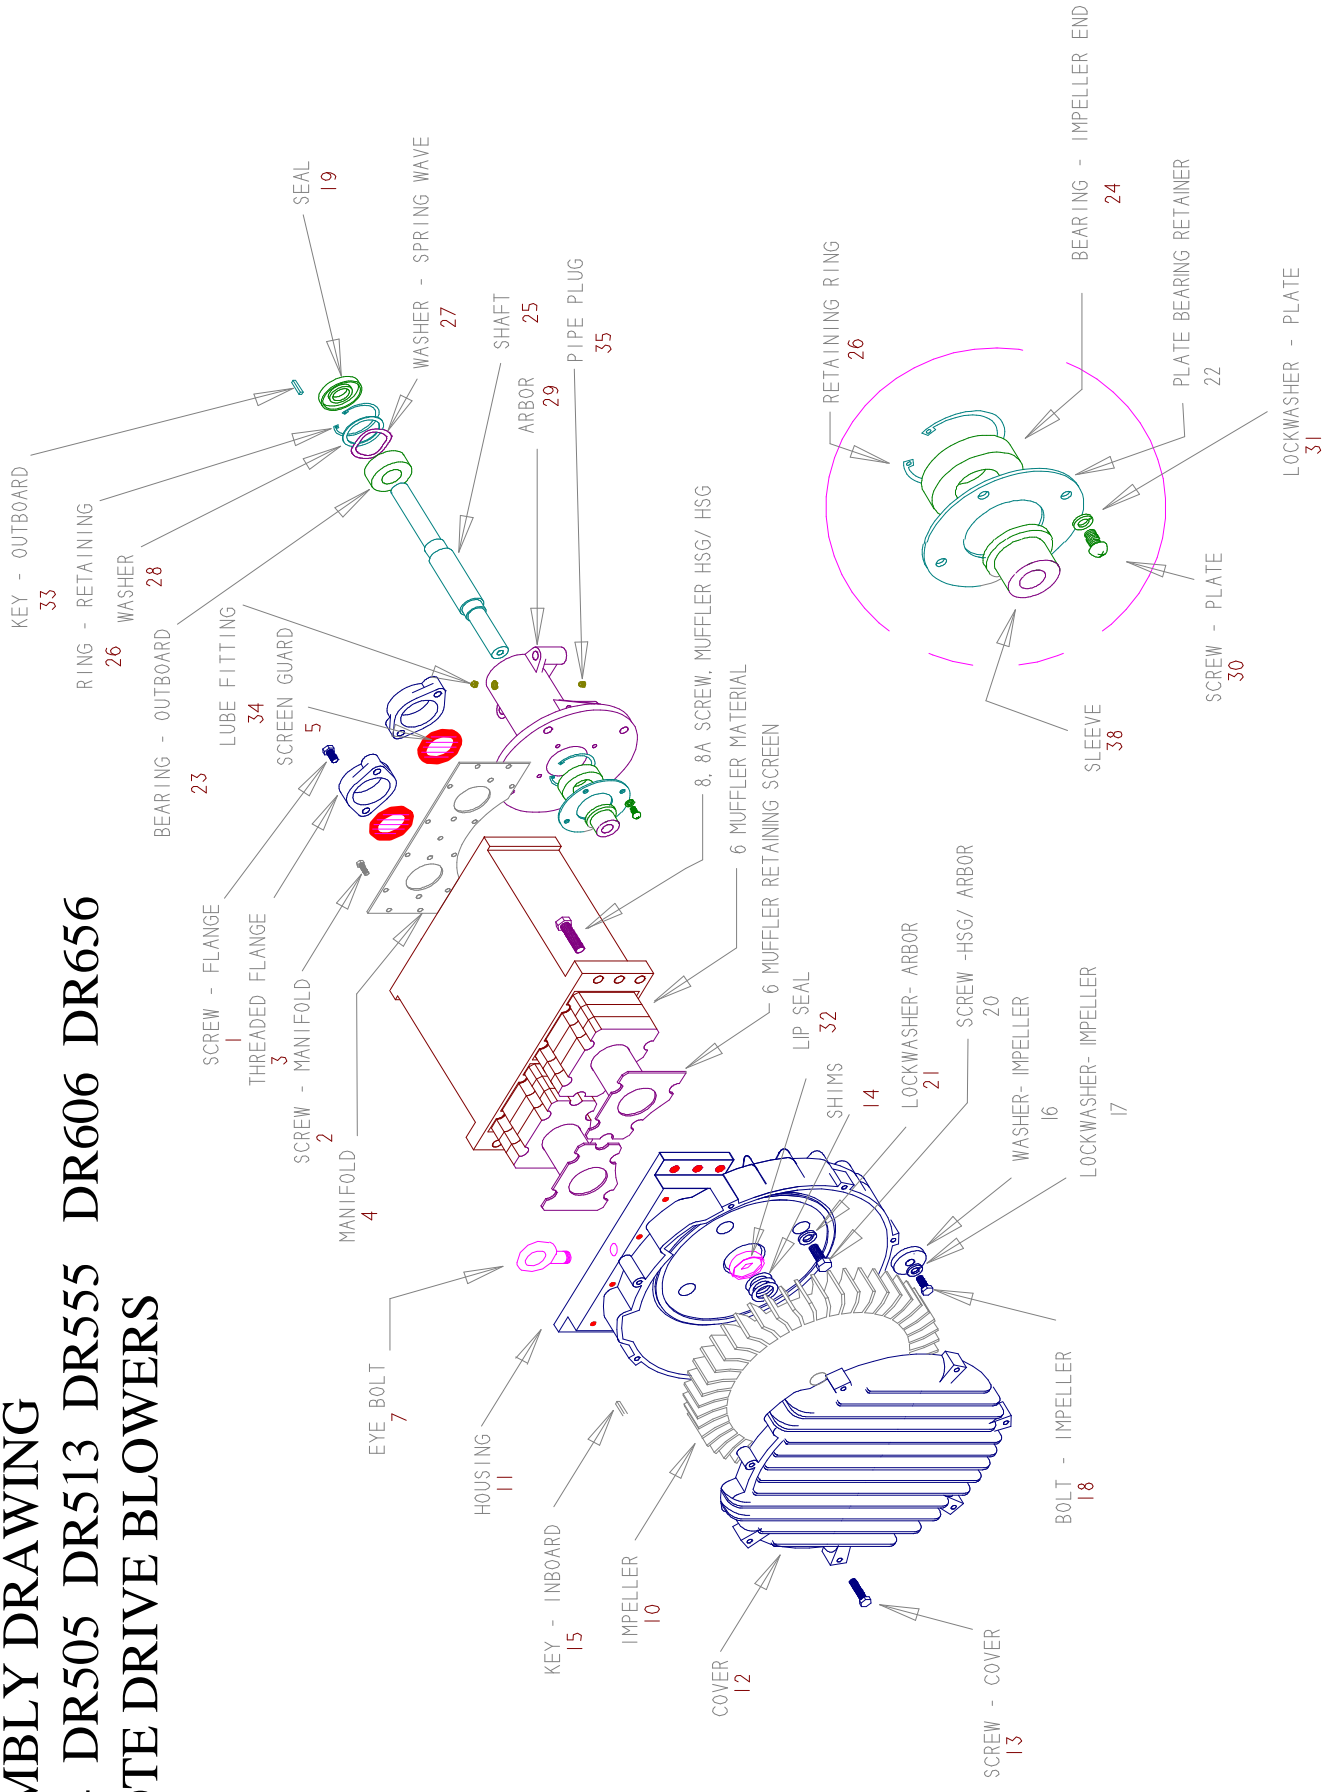 MBLY DRAWING
DR505 DR513 DR555 DR606 DR656
OTE DRIVE BLOWERS
KEY - OUTBOARD
33
RING - RETAINING
26
WASHER
28
BEARING - OUTBOARD
23
LUBE FITTING
34
SCREEN GUARD
5
SCREW - FLANGE
1
THREADED FLANGE
3
SCREW - MANIFOLD
2
MANIFOLD
4
SEAL
19
WASHER - SPRING WAVE
27
SHAFT
25
ARBOR
29
PIPE PLUG
35
8, 8A SCREW, MUFFLER HSG/ HSG
6 MUFFLER MATERIAL
6 MUFFLER RETAINING SCREEN
LIP SEAL
32
SHIMS
14
LOCKWASHER- ARBOR
21
SCREW -HSG/ ARBOR
20
WASHER- IMPELLER
16
LOCKWASHER- IMPELLER
17
EYE BOLT
7
HOUSING
11
KEY - INBOARD
15
IMPELLER
10
COVER
12
SCREW - COVER
13
BOLT - IMPELLER
18
RETAINING RING
26
BEARING - IMPELLER END
24
PLATE BEARING RETAINER
22
LOCKWASHER - PLATE
31
SCREW - PLATE
30
SLEEVE
38